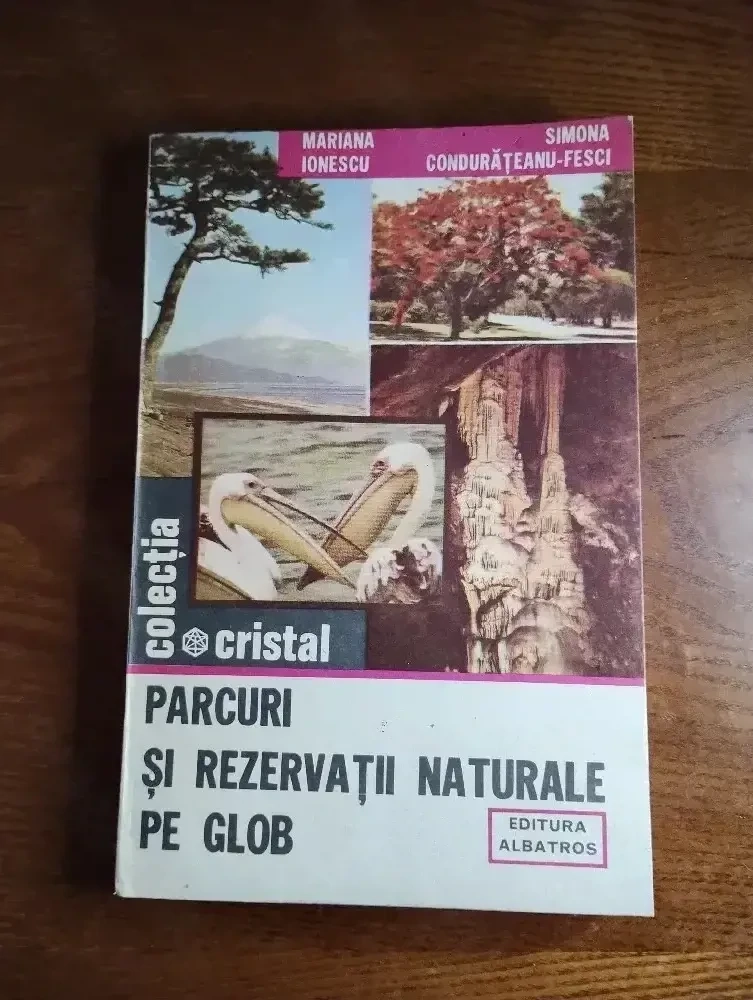 MARIANA
IONESCU
SIMONA
CONDURĂȚEANU-FESCI
colecția
cristal
PARCURI
ȘI REZERVAȚII NATURALE
PE GLOB
EDITURA
ALBATROS